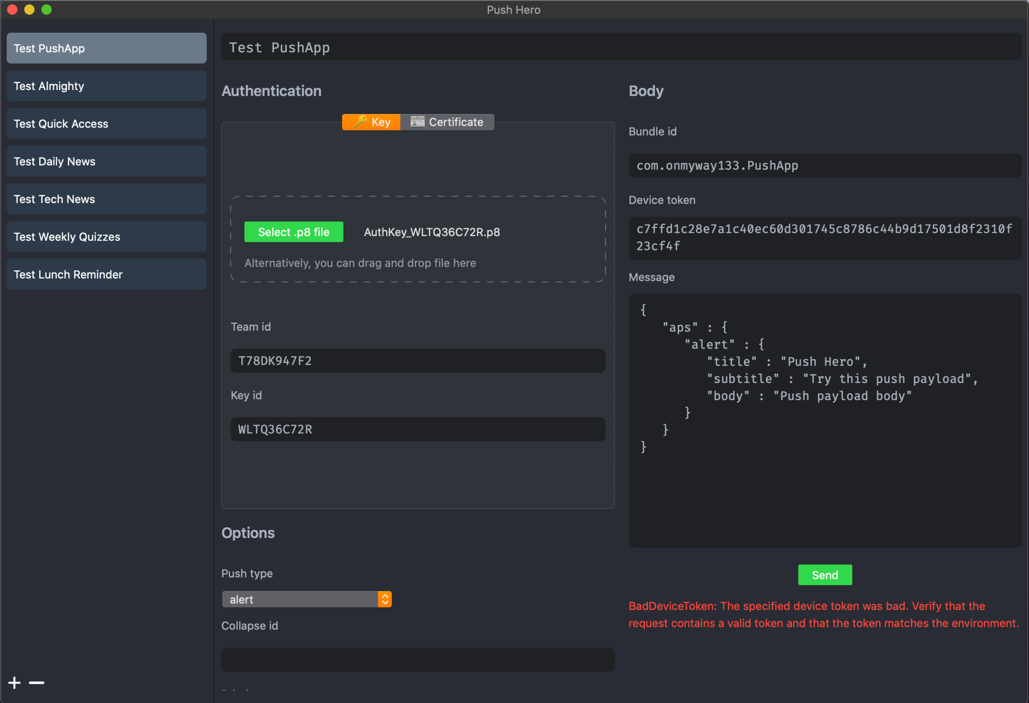 Push Hero
Test PushApp
Test Almighty
Test Quick Access
Test Daily News
Test Tech News
Test Weekly Quizzes
Test Lunch Reminder
Test PushApp
Authentication
Key
Certificate
Select .p8 file
AuthKey_WLTQ36C72R.p8
Alternatively, you can drag and drop file here
Team id
T78DK947F2
Key id
WLTQ36C72R
Options
Push type
alert
Collapse id
Body
Bundle id
com.onmyway133.PushApp
Device token
c7ffd1c28e7a1c40ec60d301745c8786c44b9d17501d8f2310f
23cf4f
Message
{
"aps" : {
"alert" : {
"title" : "Push Hero",
"subtitle" : "Try this push payload",
"body" : "Push payload body"
}
}
}
Send
BadDeviceToken: The specified device token was bad. Verify that the
request contains a valid token and that the token matches the environment.